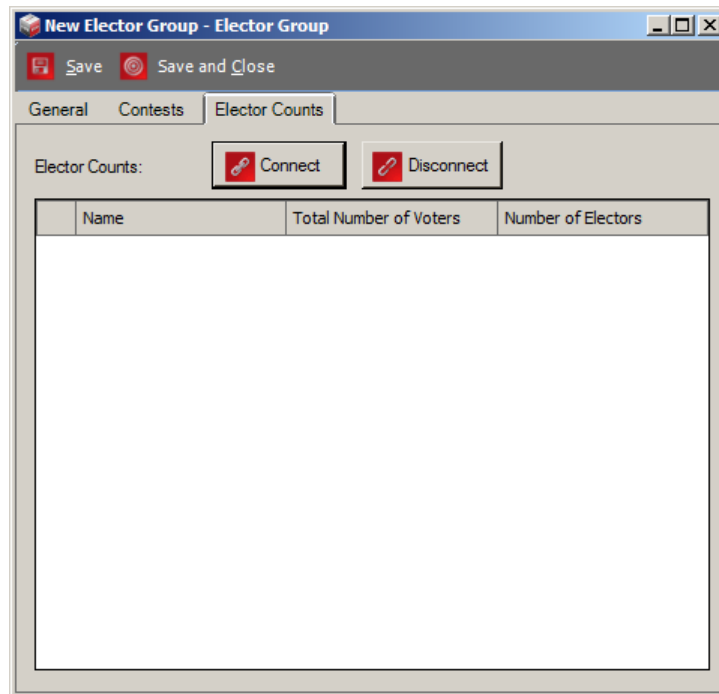 New Elector Group - Elector Group
Save Save and Close
General Contests Elector Counts
Elector Counts: Connect Disconnect
Name Total Number of Voters Number of Electors